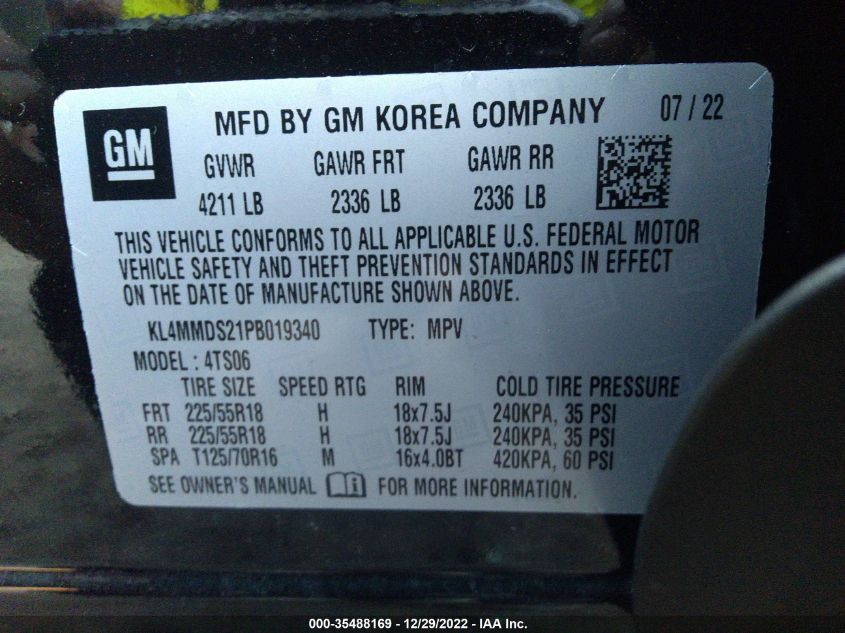 GM
MFD BY GM KOREA COMPANY 07 / 22
GVWR GAWR FRT GAWR RR
4211 LB 2336 LB 2336 LB
THIS VEHICLE CONFORMS TO ALL APPLICABLE U.S. FEDERAL MOTOR
VEHICLE SAFETY AND THEFT PREVENTION STANDARDS IN EFFECT
ON THE DATE OF MANUFACTURE SHOWN ABOVE.
KL4MMDS21PB019340 TYPE: MPV
MODEL : 4TS06
TIRE SIZE SPEED RTG RIM COLD TIRE PRESSURE
FRT 225/55R18 H 18x7.5J 240KPA, 35 PSI
RR 225/55R18 H 18x7.5J 240KPA, 35 PSI
SPA T125/70R16 M 16x4.0BT 420KPA, 60 PSI
SEE OWNER'S MANUAL i FOR MORE INFORMATION.
000-35488169 - 12/29/2022 - IAA Inc.